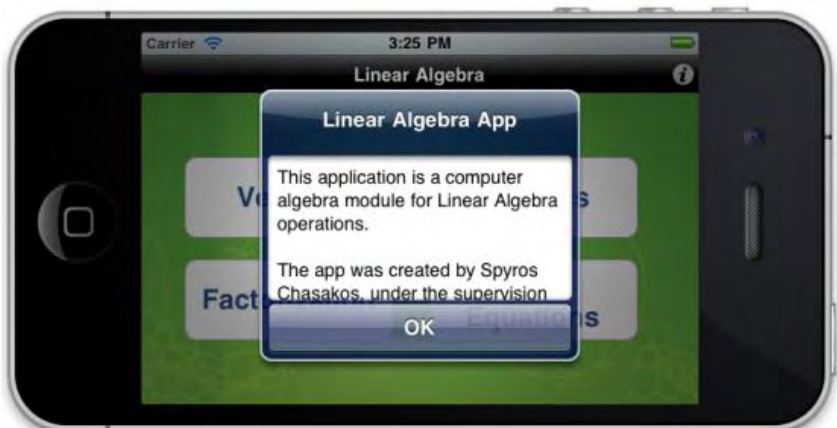 Carrier 3:25 PM
Linear Algebra
Linear Algebra App
This application is a computer
algebra module for Linear Algebra
operations.
The app was created by Spyros
Chasakos, under the supervision
OK
Equations